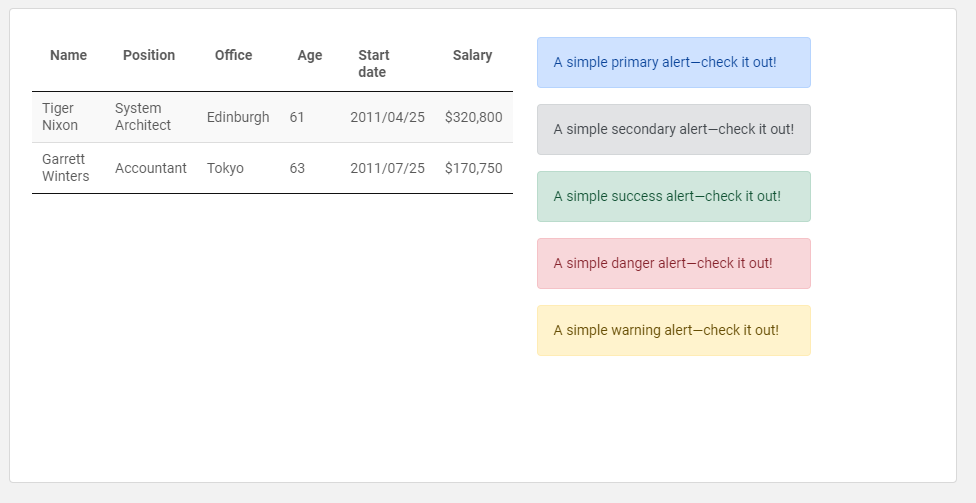 Name Position Office Age Start date Salary
Tiger Nixon System Architect Edinburgh 61 2011/04/25 $320,800
Garrett Winters Accountant Tokyo 63 2011/07/25 $170,750
A simple primary alert—check it out!
A simple secondary alert—check it out!
A simple success alert—check it out!
A simple danger alert—check it out!
A simple warning alert—check it out!